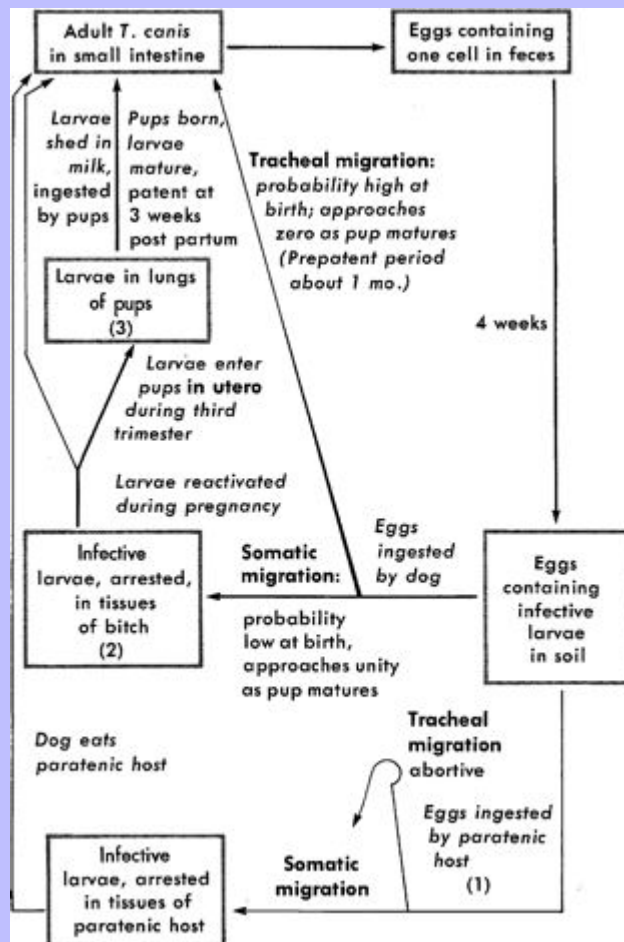 Adult T. canis
in small intestine
Eggs containing
one cell in feces
Larvae
shed in
milk,
ingested
by pups
Pups born,
larvae
mature,
patent at
3 weeks
post partum
Tracheal migration:
probability high at
birth; approaches
zero as pup matures
(Prepatent period
about 1 mo.)
4 weeks
Larvae in lungs
of pups
(3)
Larvae enter
pups in utero
during third
trimester
Larvae reactivated
during pregnancy
Infective
larvae, arrested,
in tissues
of bitch
(2)
Somatic
migration:
probability
low at birth,
approaches unity
as pup matures
Eggs
ingested
by dog
Eggs
containing
infective
larvae
in soil
Dog eats
paratenic host
Tracheal
migration
abortive
Eggs ingested
by paratenic
host
(1)
Somatic
migration
Infective
larvae, arrested
in tissues of
paratenic host